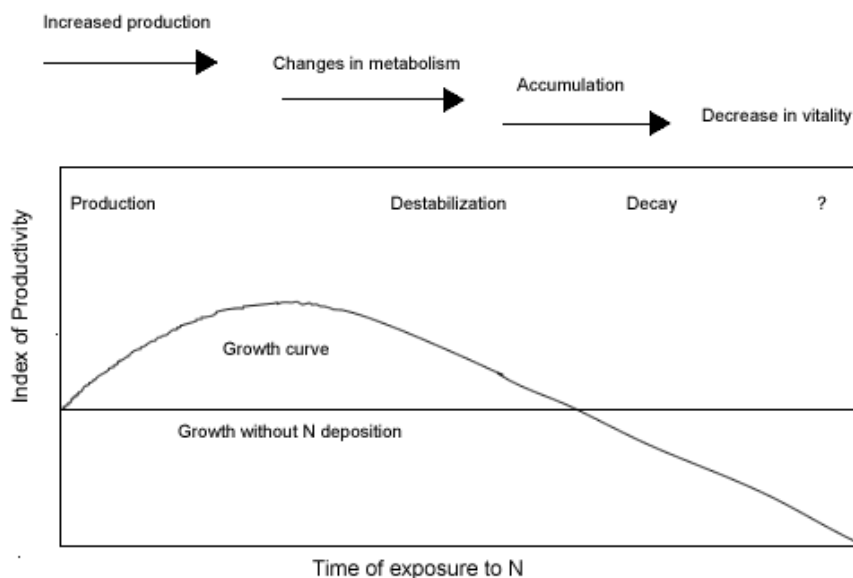 Increased production
Changes in metabolism
Accumulation
Decrease in vitality
Production
Destabilization
Decay
?
Index of Productivity
Growth curve
Growth without N deposition
Time of exposure to N